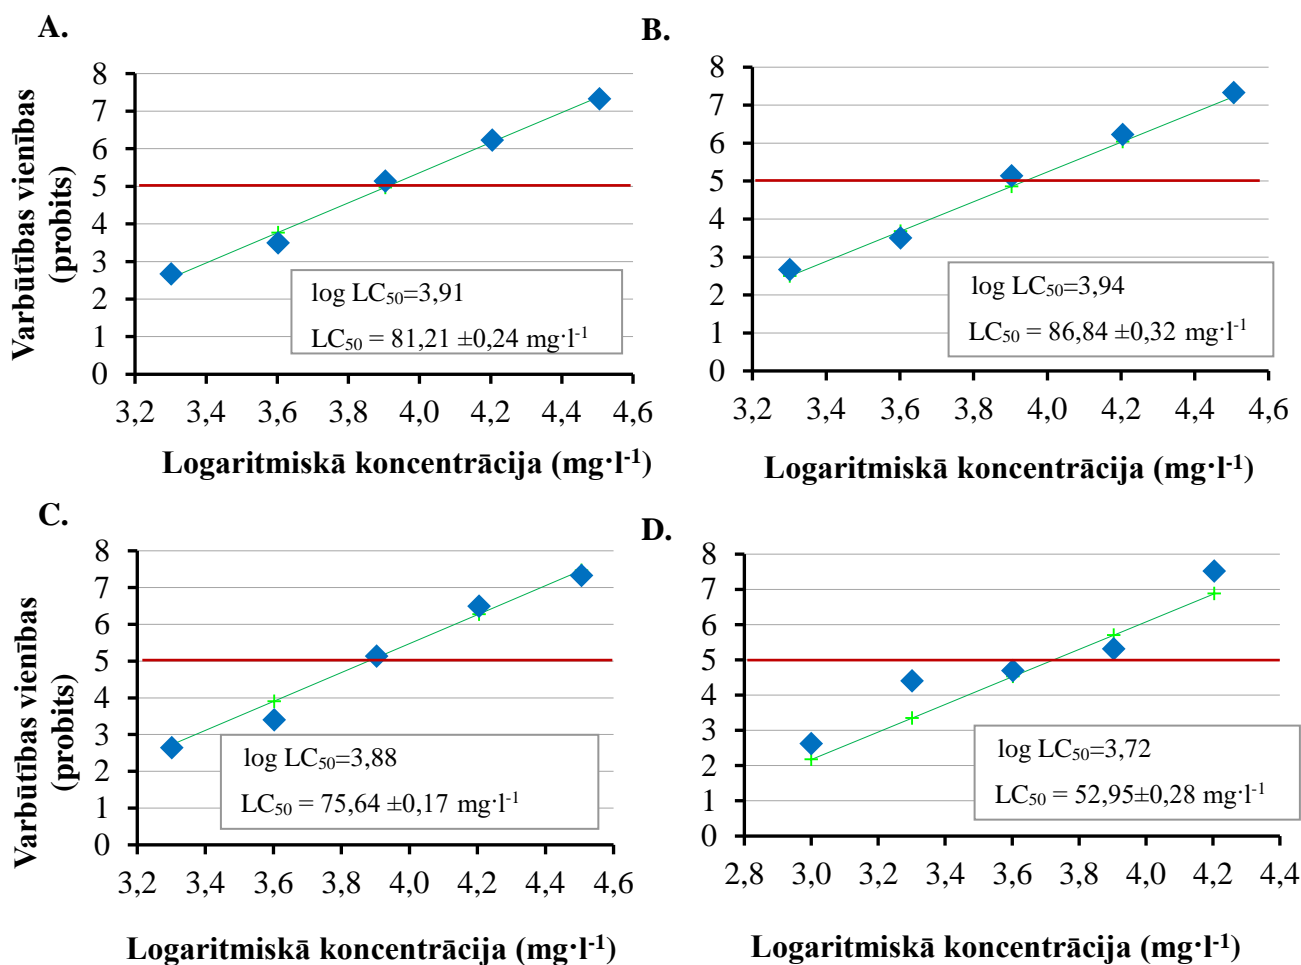 A.
Varbūtības vienības
(probits)
8
7
6
5
4
3
2
1
0
log LC₅₀=3,91
LC₅₀ = 81,21 ±0,24 mg·l⁻¹
3,2 3,4 3,6 3,8 4,0 4,2 4,4 4,6
Logaritmiskā koncentrācija (mg·l⁻¹)
B.
8
7
6
5
4
3
2
1
0
log LC₅₀=3,94
LC₅₀ = 86,84 ±0,32 mg·l⁻¹
3,2 3,4 3,6 3,8 4,0 4,2 4,4 4,6
Logaritmiskā koncentrācija (mg·l⁻¹)
C.
Varbūtības vienības
(probits)
8
7
6
5
4
3
2
1
0
log LC₅₀=3,88
LC₅₀ = 75,64 ±0,17 mg·l⁻¹
3,2 3,4 3,6 3,8 4,0 4,2 4,4 4,6
Logaritmiskā koncentrācija (mg·l⁻¹)
D.
8
7
6
5
4
3
2
1
0
log LC₅₀=3,72
LC₅₀ = 52,95±0,28 mg·l⁻¹
2,8 3,0 3,2 3,4 3,6 3,8 4,0 4,2 4,4
Logaritmiskā koncentrācija (mg·l⁻¹)